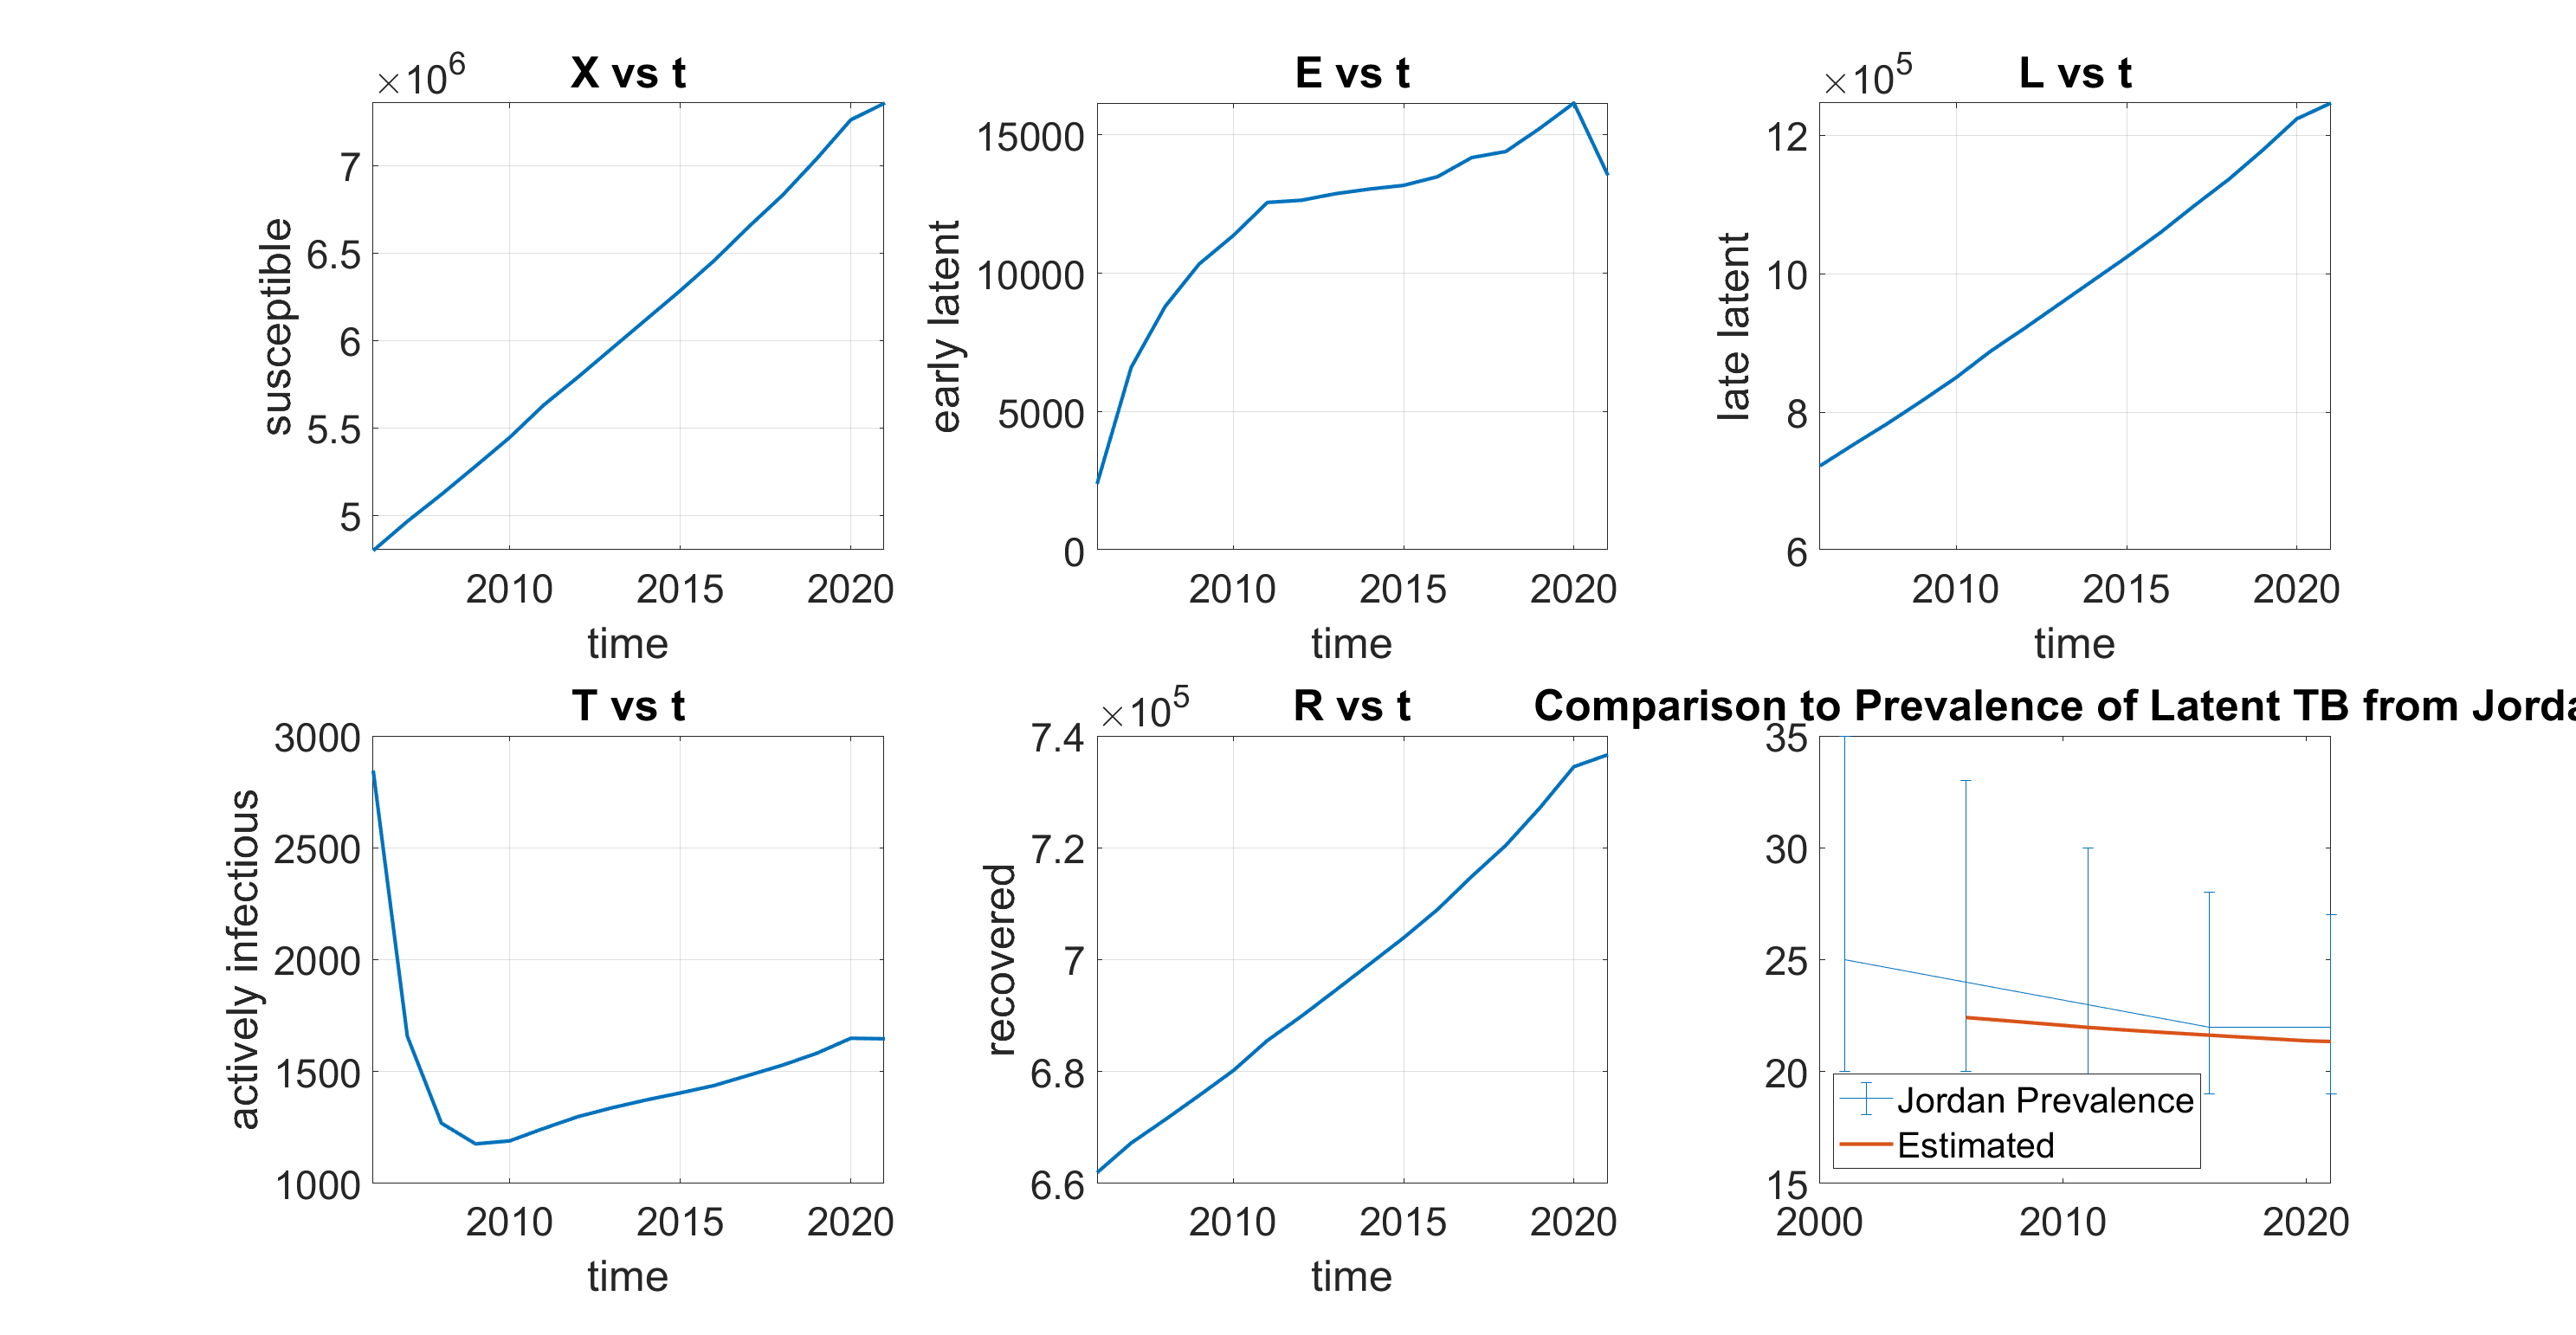 X vs t
×10^6
7
6.5
6
5.5
5
susceptible
2010 2015 2020
time
E vs t
15000
10000
5000
0
early latent
2010 2015 2020
time
L vs t
×10^5
12
10
8
6
late latent
2010 2015 2020
time
T vs t
3000
2500
2000
1500
1000
actively infectious
2010 2015 2020
time
R vs t
×10^5
7.4
7.2
7
6.8
6.6
recovered
2010 2015 2020
time
Comparison to Prevalence of Latent TB from Jorda
35
30
25
20
15
Jordan Prevalence
Estimated
2000 2010 2020